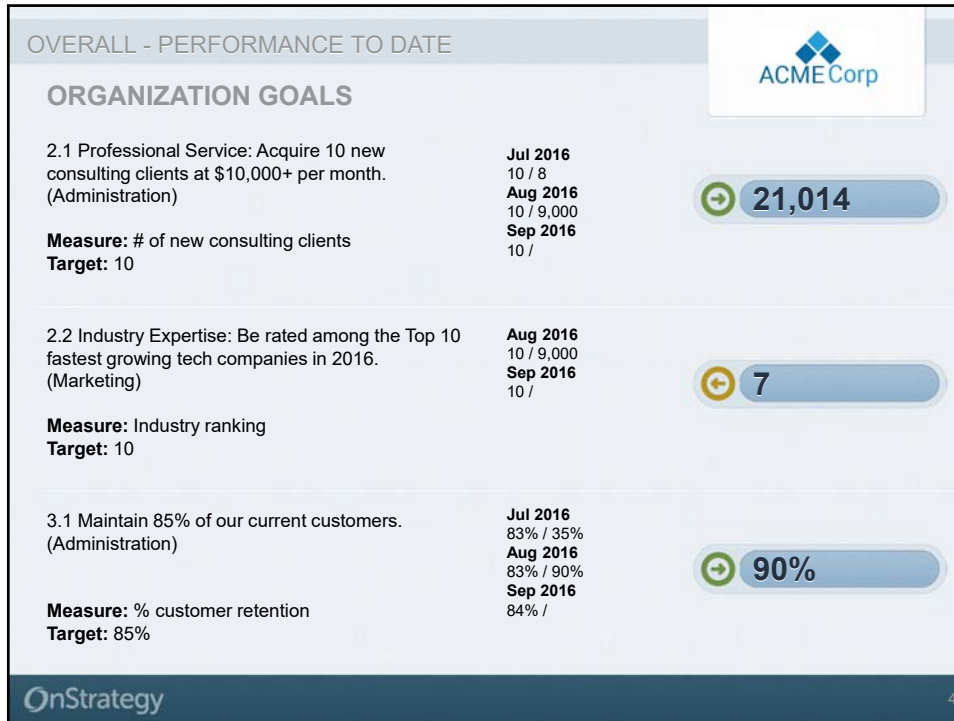 OVERALL - PERFORMANCE TO DATE
ACME Corp
ORGANIZATION GOALS
2.1 Professional Service: Acquire 10 new
consulting clients at $10,000+ per month.
(Administration)
Measure: # of new consulting clients
Target: 10
Jul 2016
10 / 8
Aug 2016
10 / 9,000
Sep 2016
10 /
21,014
2.2 Industry Expertise: Be rated among the Top 10
fastest growing tech companies in 2016.
(Marketing)
Measure: Industry ranking
Target: 10
Aug 2016
10 / 9,000
Sep 2016
10 /
7
3.1 Maintain 85% of our current customers.
(Administration)
Measure: % customer retention
Target: 85%
Jul 2016
83% / 35%
Aug 2016
83% / 90%
Sep 2016
84% /
90%
OnStrategy
4